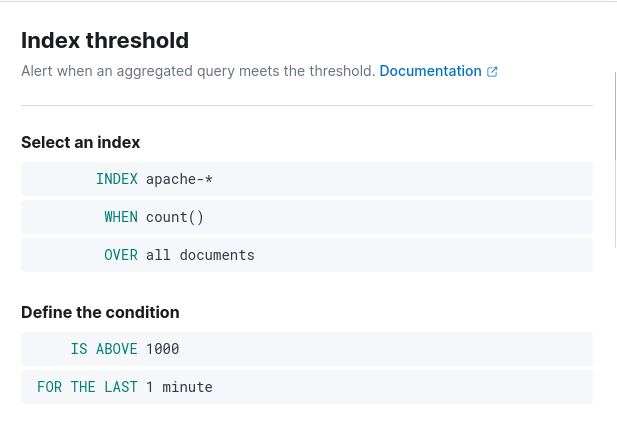 Index threshold
Alert when an aggregated query meets the threshold. Documentation
Select an index
INDEX apache-*
WHEN count()
OVER all documents
Define the condition
IS ABOVE 1000
FOR THE LAST 1 minute